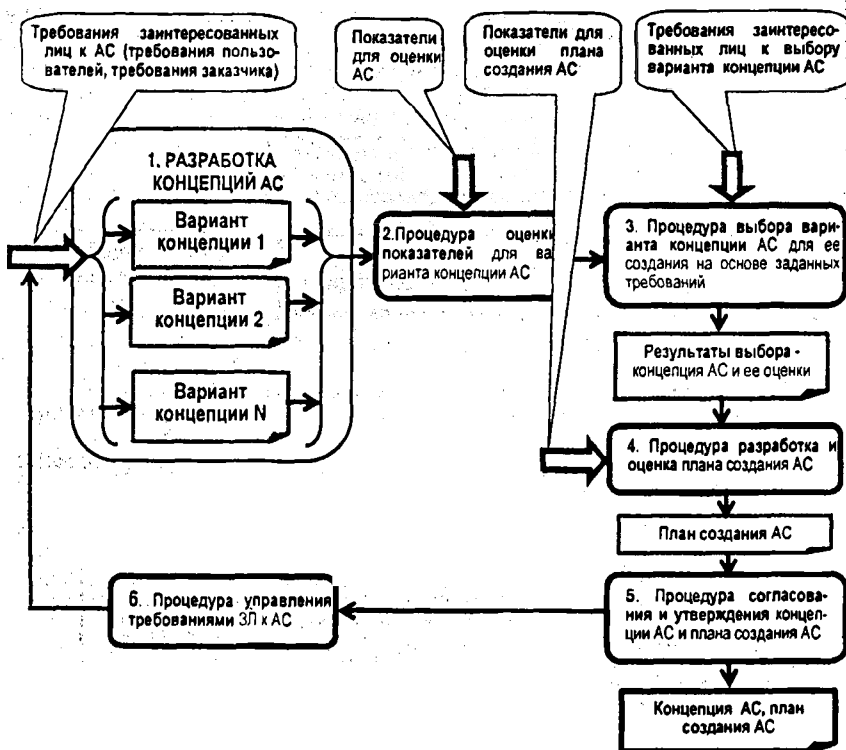 Требования заинтересованных
лиц к АС (требования пользо-
вателей, требования заказчика)
Показатели
для оценки
АС
Показатели для
оценки плана
создания АС
Требования заинтересо-
ванных лиц к выбору
варианта концепции АС
1. РАЗРАБОТКА
КОНЦЕПЦИЙ АС
Вариант
концепции 1
Вариант
концепции 2
Вариант
концепции N
2.Процедура оценки
показателей для ва
рианта концепции АС
3. Процедура выбора вари-
анта концепции АС для ее
создания на основе заданных
требований
Результаты выбора -
концепция АС и ее оценки
4. Процедура разработка и
оценка плана создания АС
План создания АС
5. Процедура согласова-
ния и утверждения концеп-
ции АС и плана создания АС
6. Процедура управления
требованиями ЗЛ к АС
Концепция АС, план
создания АС